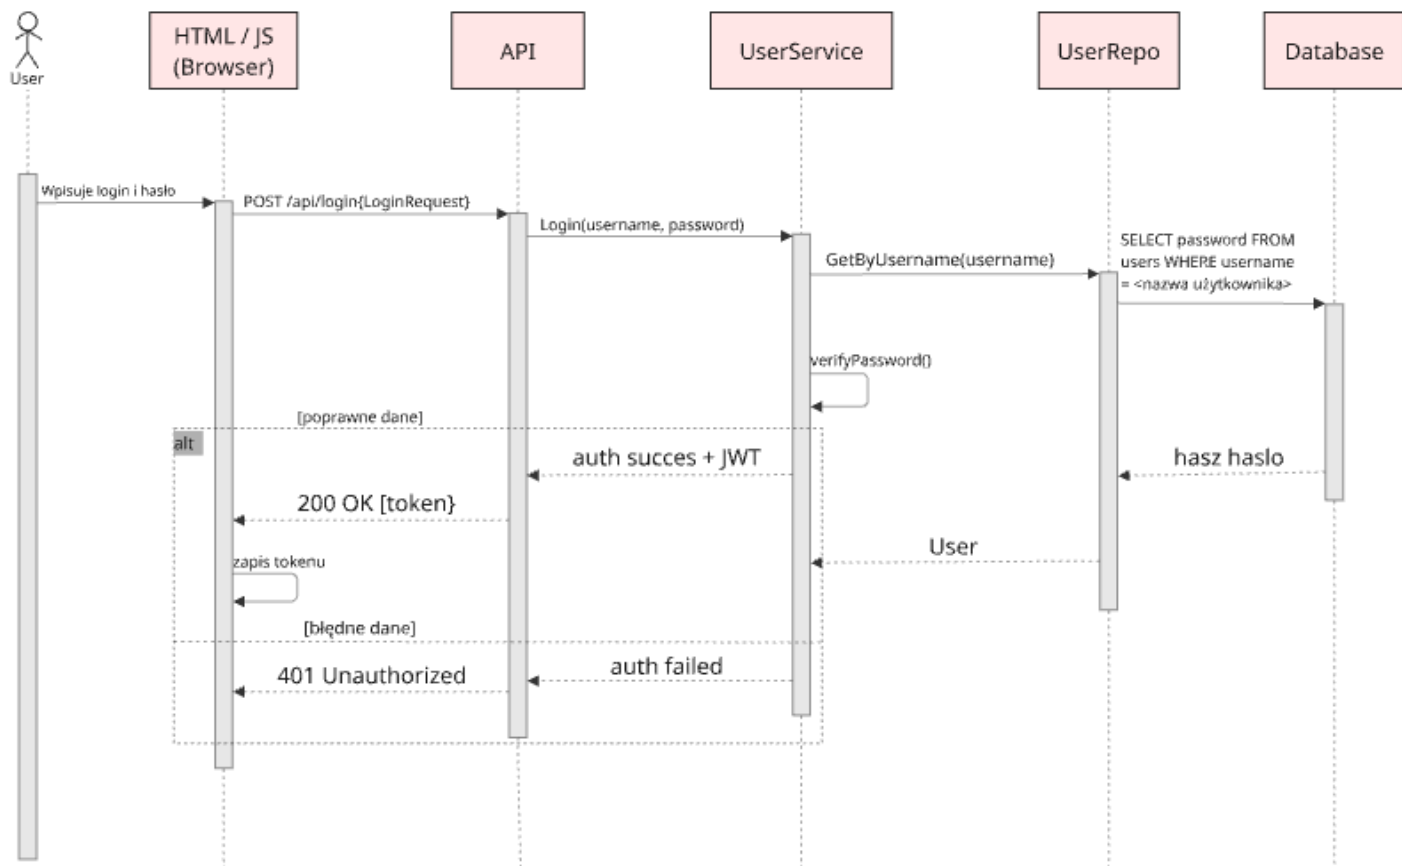 User
HTML / JS
(Browser)
API
UserService
UserRepo
Database
Wpisuje login i hasło
POST /api/login{LoginRequest}
Login(username, password)
GetByUsername(username)
SELECT password FROM
users WHERE username
= <nazwa użytkownika>
verifyPassword()
[poprawne dane]
alt
auth succes + JWT
hasz haslo
200 OK [token}
User
zapis tokenu
[błędne dane]
auth failed
401 Unauthorized